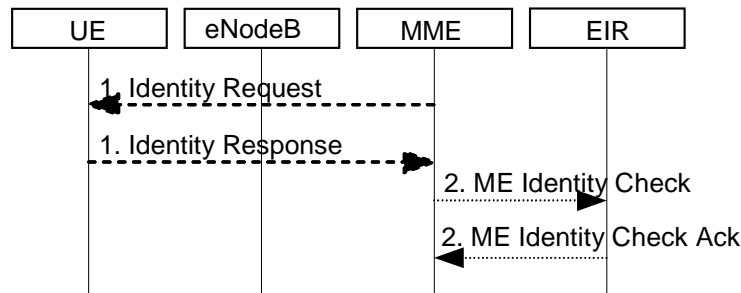 UE
eNodeB
MME
EIR
1. Identity Request
1. Identity Response
2. ME Identity Check
2. ME Identity Check Ack